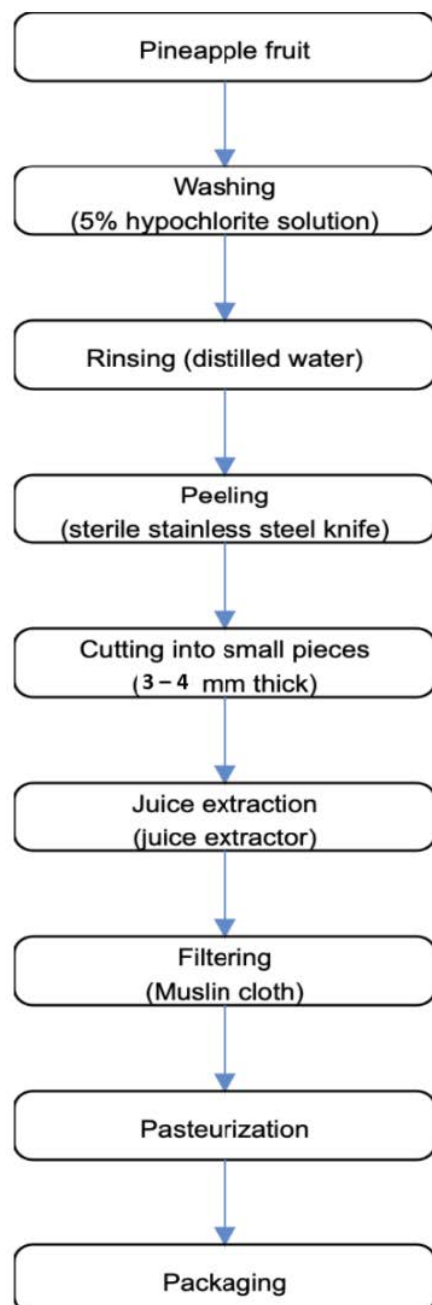 Pineapple fruit
Washing
(5% hypochlorite solution)
Rinsing (distilled water)
Peeling
(sterile stainless steel knife)
Cutting into small pieces
(3–4 mm thick)
Juice extraction
(juice extractor)
Filtering
(Muslin cloth)
Pasteurization
Packaging